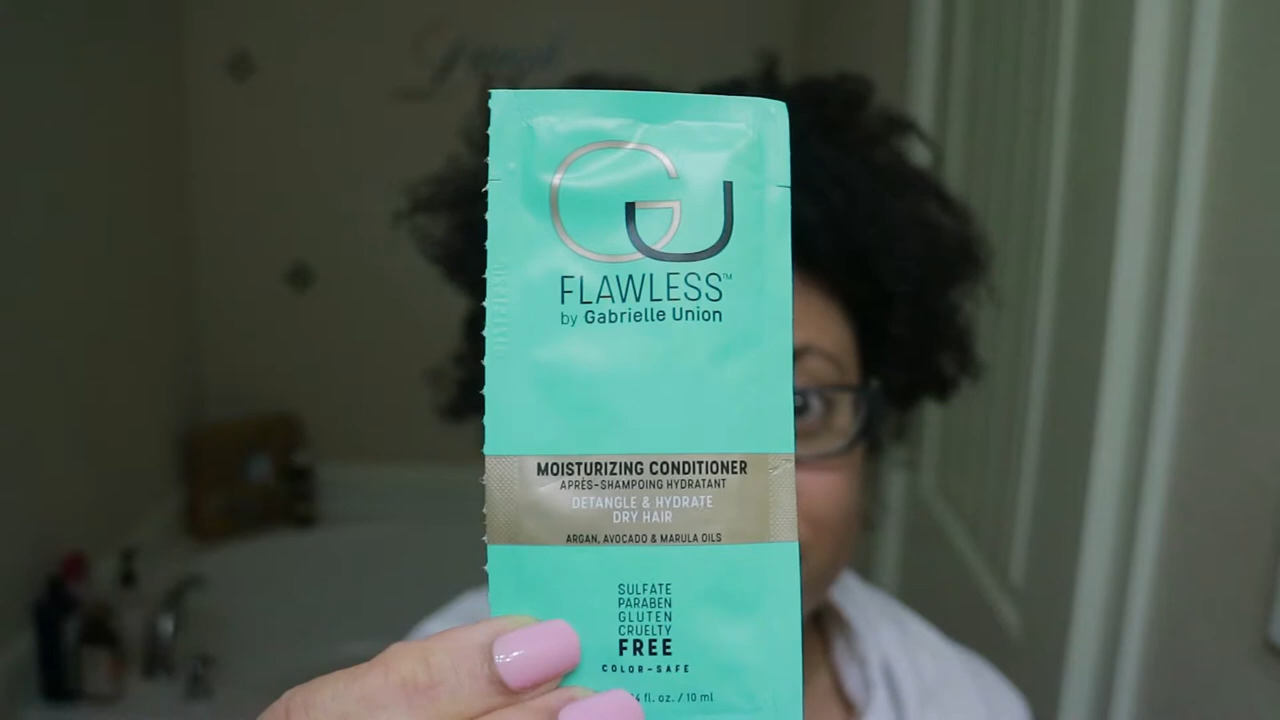 GU
FLAWLESS™
by Gabrielle Union
MOISTURIZING CONDITIONER
APRÈS-SHAMPOING HYDRATANT
DETANGLE & HYDRATE
DRY HAIR
ARGAN, AVOCADO & MARULA OILS
SULFATE
PARABEN
GLUTEN
CRUELTY
FREE
COLOR-SAFE
fl. oz. / 10 ml